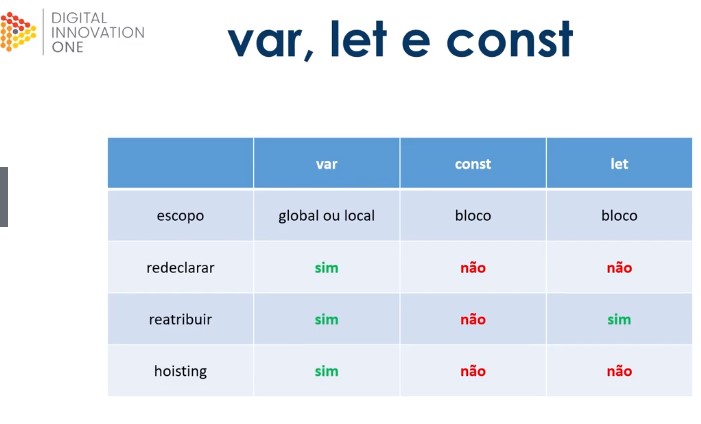 DIGITAL
INNOVATION
ONE
var, let e const
var const let
escopo global ou local bloco bloco
redeclarar sim não não
reatribuir sim não sim
hoisting sim não não